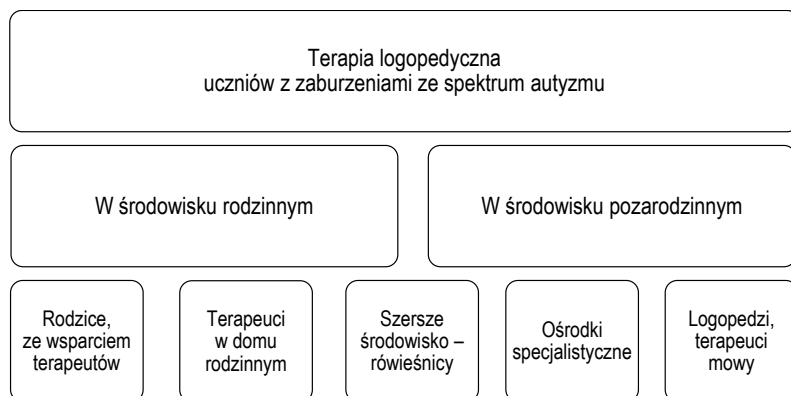 Terapia logopedyczna
uczniów z zaburzeniami ze spektrum autyzmu
W środowisku rodzinnym
W środowisku pozarodzinnym
Rodzice,
ze wsparciem
terapeutów
Terapeuci
w domu
rodzinnym
Szersze
środowisko –
rówieśnicy
Ośrodki
specjalistyczne
Logopedzi,
terapeuci
mowy